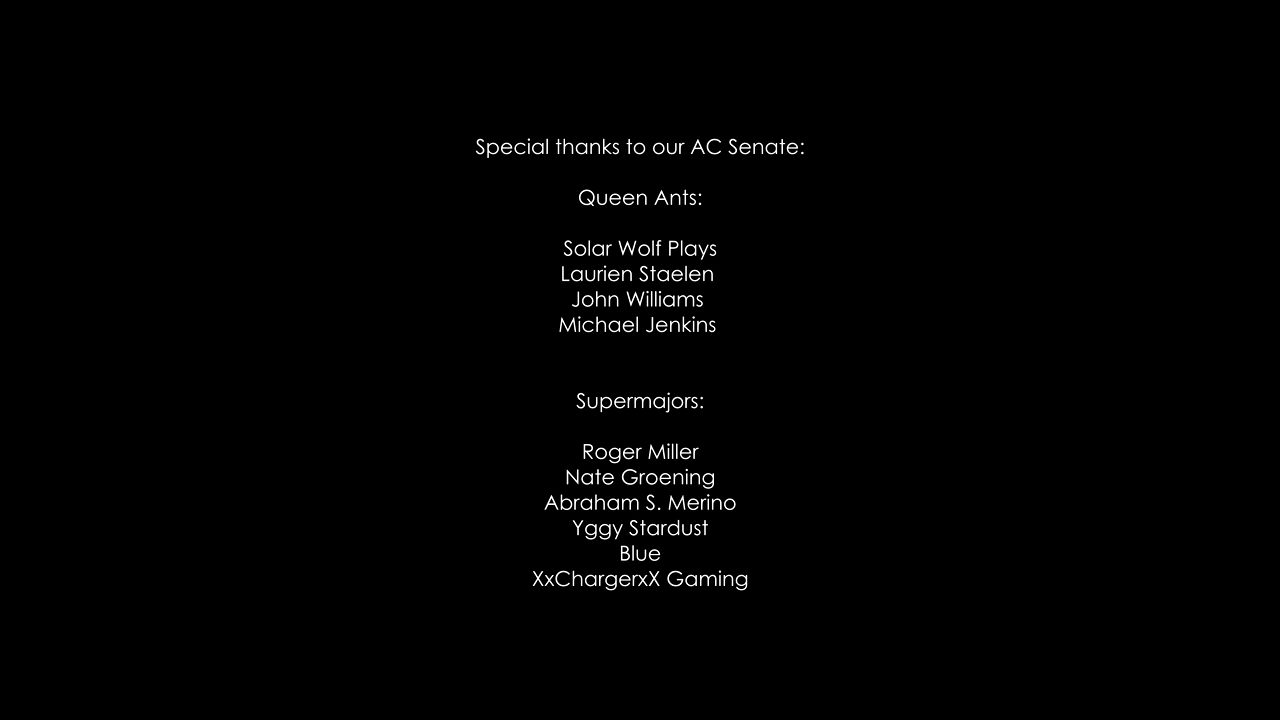 Special thanks to our AC Senate:
Queen Ants:
Solar Wolf Plays
Laurien Staelen
John Williams
Michael Jenkins
Supermajors:
Roger Miller
Nate Groening
Abraham S. Merino
Yggy Stardust
Blue
XxChargerxX Gaming